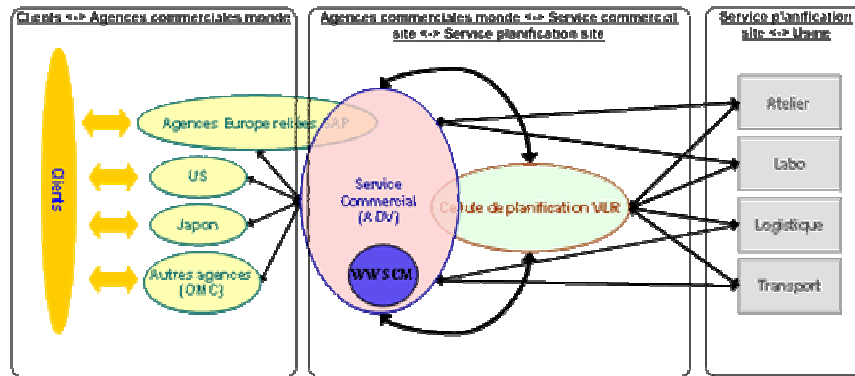 Clients <-> Agences commerciales monde
Agences commerciales monde <-> Service commercial
site <-> Service planification site
Service planification
site <-> Usine
Clients
Agences Europe reliées SAP
US
Japon
Autres agences
(OMC)
Service
Commercial
(ADV)
WWSCM
Cellule de planification VLR
Atelier
Labo
Logistique
Transport